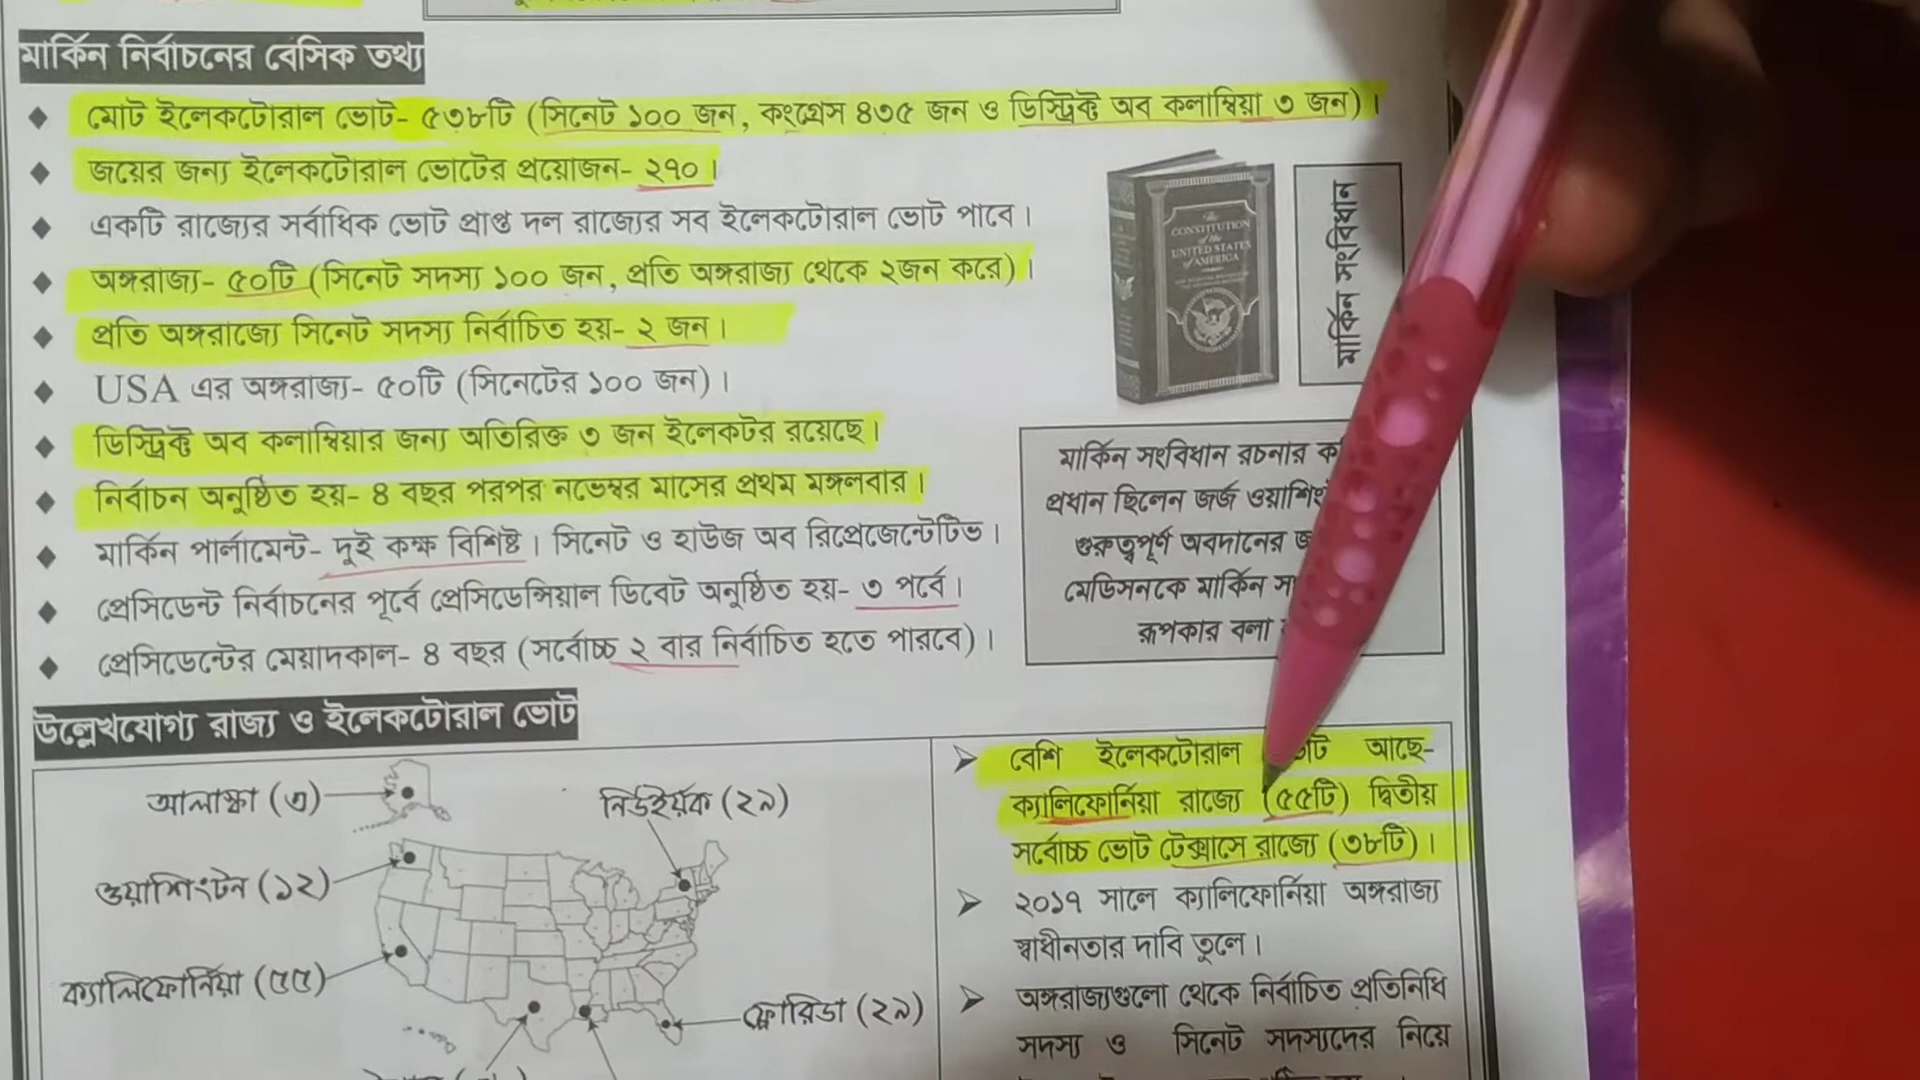 মার্কিন নির্বাচনের বেসিক তথ্য
মোট ইলেকটোরাল ভোট- ৫৩৮টি (সিনেট ১০০ জন, কংগ্রেস ৪৩৫ জন ও ডিস্ট্রিক্ট অব কলাম্বিয়া ৩ জন)।
জয়ের জন্য ইলেকটোরাল ভোটের প্রয়োজন- ২৭০।
একটি রাজ্যের সর্বাধিক ভোট প্রাপ্ত দল রাজ্যের সব ইলেকটোরাল ভোট পাবে।
অঙ্গরাজ্য- ৫০টি (সিনেট সদস্য ১০০ জন, প্রতি অঙ্গরাজ্য থেকে ২জন করে)।
প্রতি অঙ্গরাজ্যে সিনেট সদস্য নির্বাচিত হয়- ২ জন।
USA এর অঙ্গরাজ্য- ৫০টি (সিনেটের ১০০ জন)।
ডিস্ট্রিক্ট অব কলাম্বিয়ার জন্য অতিরিক্ত ৩ জন ইলেকটর রয়েছে।
নির্বাচন অনুষ্ঠিত হয়- ৪ বছর পরপর নভেম্বর মাসের প্রথম মঙ্গলবার।
মার্কিন পার্লামেন্ট- দুই কক্ষ বিশিষ্ট। সিনেট ও হাউজ অব রিপ্রেজেন্টেটিভ।
প্রেসিডেন্ট নির্বাচনের পূর্বে প্রেসিডেন্সিয়াল ডিবেট অনুষ্ঠিত হয়- ৩ পর্বে।
প্রেসিডেন্টের মেয়াদকাল- ৪ বছর (সর্বোচ্চ ২ বার নির্বাচিত হতে পারবে)।
The
CONSTITUTION
of the
UNITED STATES
of AMERICA
মার্কিন সংবিধান
মার্কিন সংবিধান রচনার
প্রধান ছিলেন জর্জ
গুরুত্বপূর্ণ অবদানের
মেডিসনকে মার্কিন
রূপকার বলা
উল্লেখযোগ্য রাজ্য ও ইলেকটোরাল ভোট
আলাস্কা (৩)
নিউইর্য়ক (২৯)
ওয়াশিংটন (১২)
ক্যালিফোর্নিয়া (৫৫)
ফ্লোরিডা (২৯)
বেশি ইলেকটোরাল আছে-
ক্যালিফোর্নিয়া রাজ্যে (৫৫টি) দ্বিতীয়
সর্বোচ্চ ভোট টেক্সাসে রাজ্যে (৩৮টি)।
২০১৭ সালে ক্যালিফোর্নিয়া অঙ্গরাজ্য
স্বাধীনতার দাবি তুলে।
অঙ্গরাজ্যগুলো থেকে নির্বাচিত প্রতিনিধি
সদস্য ও সিনেট সদস্যদের নিয়ে